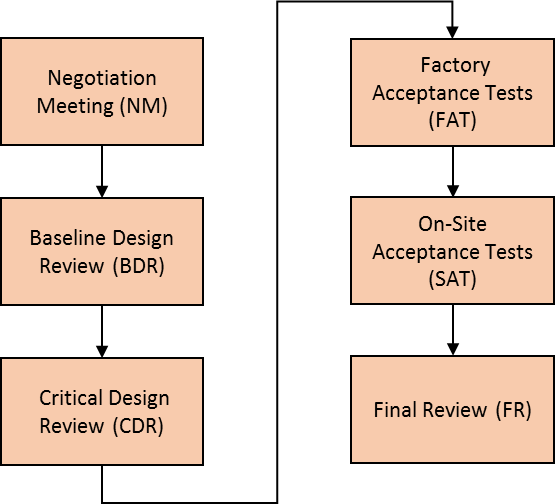 Negotiation
Meeting (NM)
Baseline Design
Review (BDR)
Critical Design
Review (CDR)
Factory
Acceptance Tests
(FAT)
On-Site
Acceptance Tests
(SAT)
Final Review (FR)